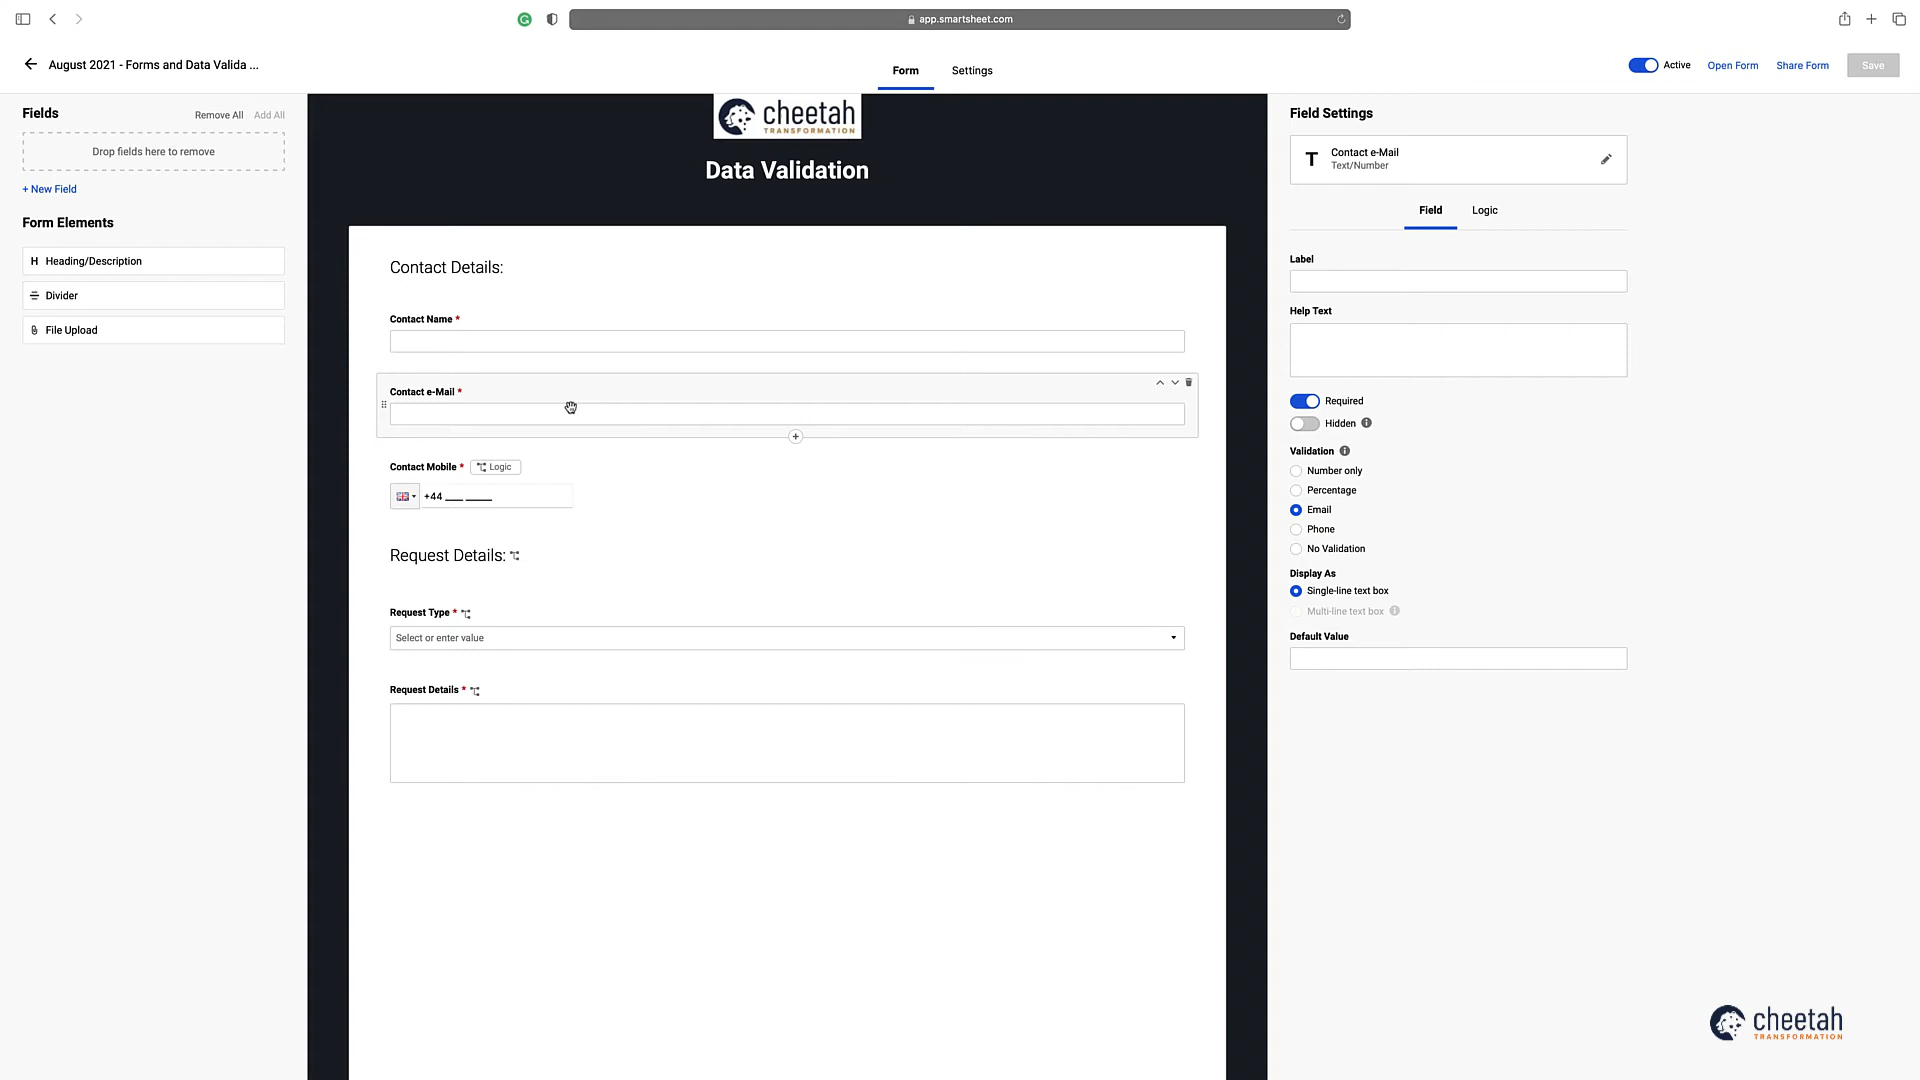 app.smartsheet.com
August 2021 - Forms and Data Valida ...
Form
Settings
Active
Open Form
Share Form
Save
Fields
Remove All
Add All
Drop fields here to remove
+ New Field
Form Elements
H Heading/Description
Divider
File Upload
cheetah
TRANSFORMATION
Data Validation
Contact Details:
Contact Name *
Contact e-Mail *
Contact Mobile *
Logic
+44 ____ ______
Request Details:
Request Type *
Select or enter value
Request Details *
Field Settings
T
Contact e-Mail
Text/Number
Field
Logic
Label
Help Text
Required
Hidden
Validation
Number only
Percentage
Email
Phone
No Validation
Display As
Single-line text box
Multi-line text box
Default Value
cheetah
TRANSFORMATION